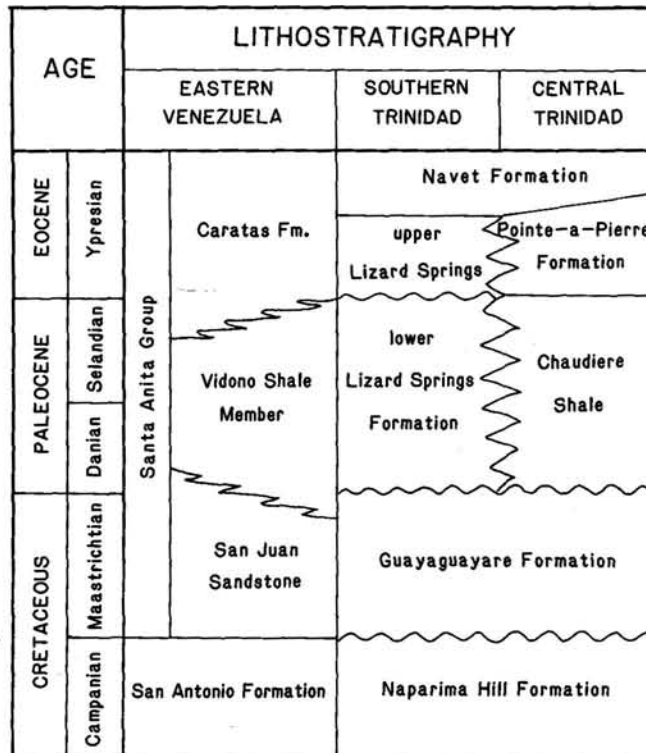 AGE
LITHOSTRATIGRAPHY
EASTERN
VENEZUELA
SOUTHERN
TRINIDAD
CENTRAL
TRINIDAD
EOCENE
Ypresian
PALEOCENE
Selandian
Danian
CRETACEOUS
Maastrichtian
Campanian
Santa Anita Group
Caratas Fm.
Vidono Shale
Member
San Juan
Sandstone
San Antonio Formation
Navet Formation
upper
Lizard Springs
Pointe-a-Pierre
Formation
lower
Lizard Springs
Formation
Chaudiere
Shale
Guayaguayare Formation
Naparima Hill Formation